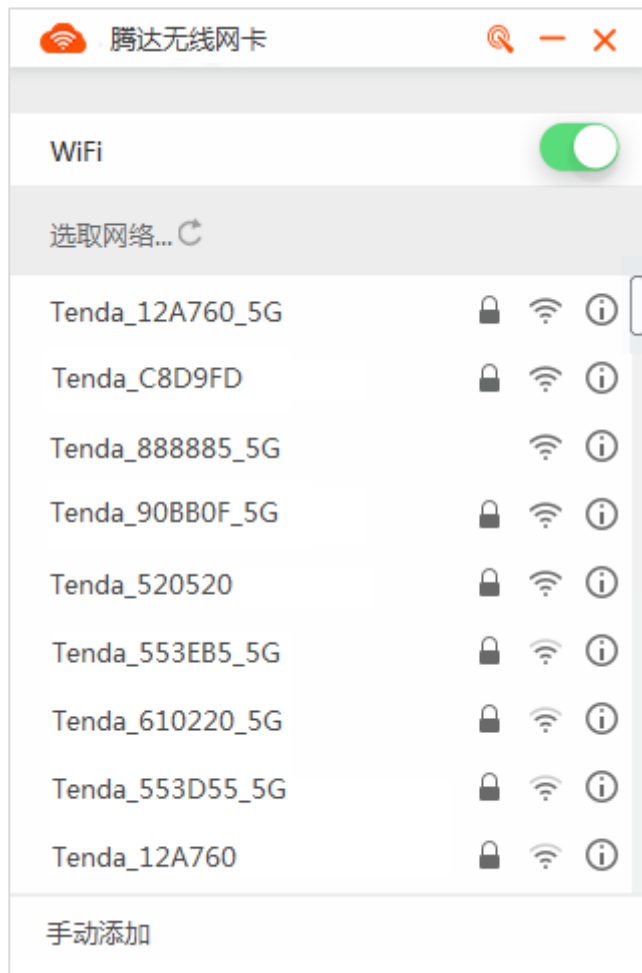 腾达无线网卡
WiFi
选取网络...
Tenda_12A760_5G
Tenda_C8D9FD
Tenda_888885_5G
Tenda_90BB0F_5G
Tenda_520520
Tenda_553EB5_5G
Tenda_610220_5G
Tenda_553D55_5G
Tenda_12A760
手动添加